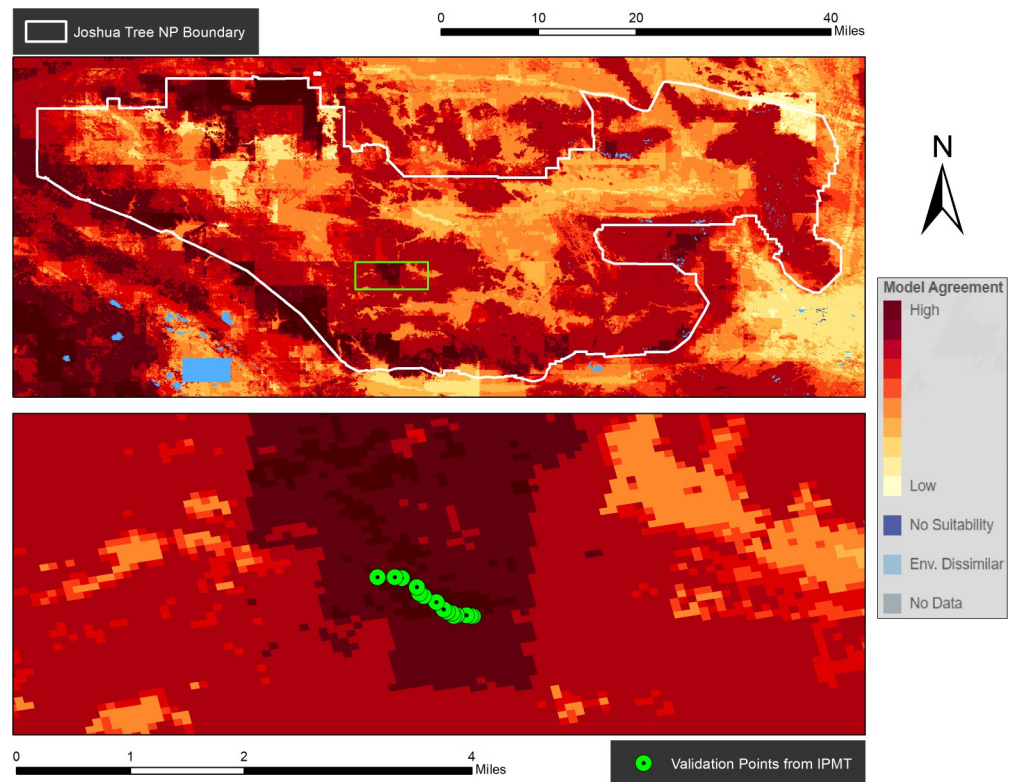 Joshua Tree NP Boundary
0 10 20 40
Miles
N
Model Agreement
High
Low
No Suitability
Env. Dissimilar
No Data
0 1 2 4
Miles
Validation Points from IPMT